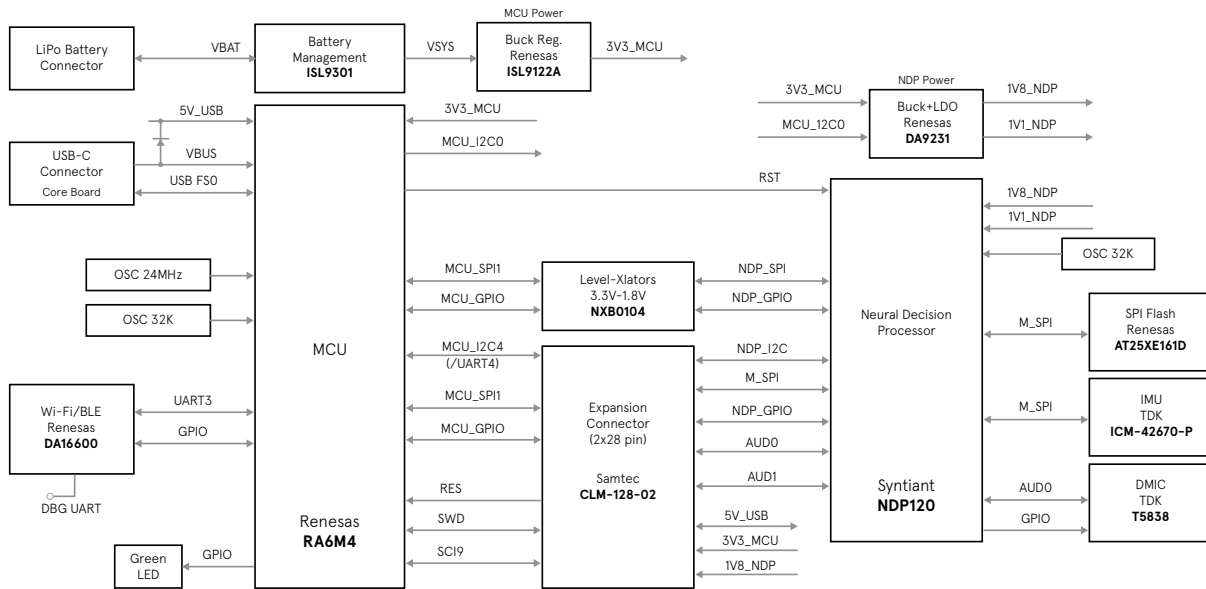 MCU Power
LiPo Battery
Connector
VBAT
Battery
Management
ISL9301
VSYS
Buck Reg.
Renesas
ISL9122A
3V3_MCU
NDP Power
3V3_MCU
MCU_12C0
Buck+LDO
Renesas
DA9231
1V8_NDP
1V1_NDP
5V_USB
USB-C
Connector
Core Board
VBUS
USB FS0
3V3_MCU
MCU_I2C0
RST
1V8_NDP
1V1_NDP
OSC 32K
OSC 24MHz
OSC 32K
MCU
Renesas
RA6M4
MCU_SPI1
MCU_GPIO
Level-Xlators
3.3V-1.8V
NXB0104
NDP_SPI
NDP_GPIO
Neural Decision
Processor
Syntiant
NDP120
M_SPI
SPI Flash
Renesas
AT25XE161D
MCU_I2C4
(/UART4)
MCU_SPI1
MCU_GPIO
Expansion
Connector
(2x28 pin)
Samtec
CLM-128-02
NDP_I2C
M_SPI
NDP_GPIO
AUD0
AUD1
M_SPI
IMU
TDK
ICM-42670-P
Wi-Fi/BLE
Renesas
DA16600
UART3
GPIO
DBG UART
RES
SWD
SCI9
5V_USB
3V3_MCU
1V8_NDP
AUD0
GPIO
DMIC
TDK
T5838
Green
LED
GPIO